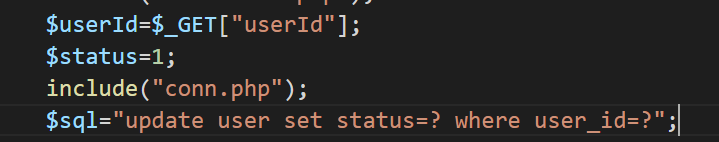 $userId=$_GET["userId"];
$status=1;
include("conn.php");
$sql="update user set status=? where user_id=?";